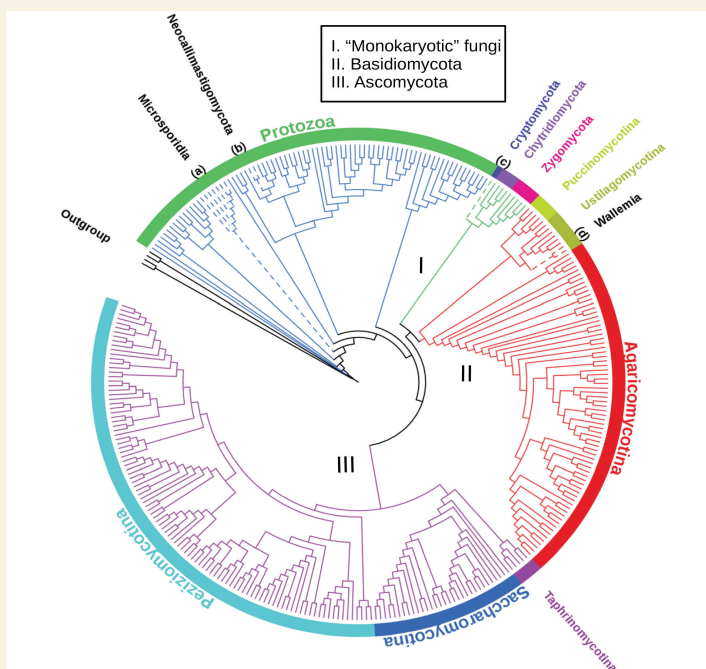 I. “Monokaryotic” fungi
II. Basidiomycota
III. Ascomycota
Neocallimastigomycota
(b)
Microsporidia
(a)
Outgroup
Protozoa
(c)
Cryptomycota
Chytridiomycota
Zygomycota
Pucciniomycotina
Ustilagomycotina
(d)
Wallemia
I
II
III
Agaricomycotina
Taphrinomycotina
Saccharomycotina
Peziziomycotina